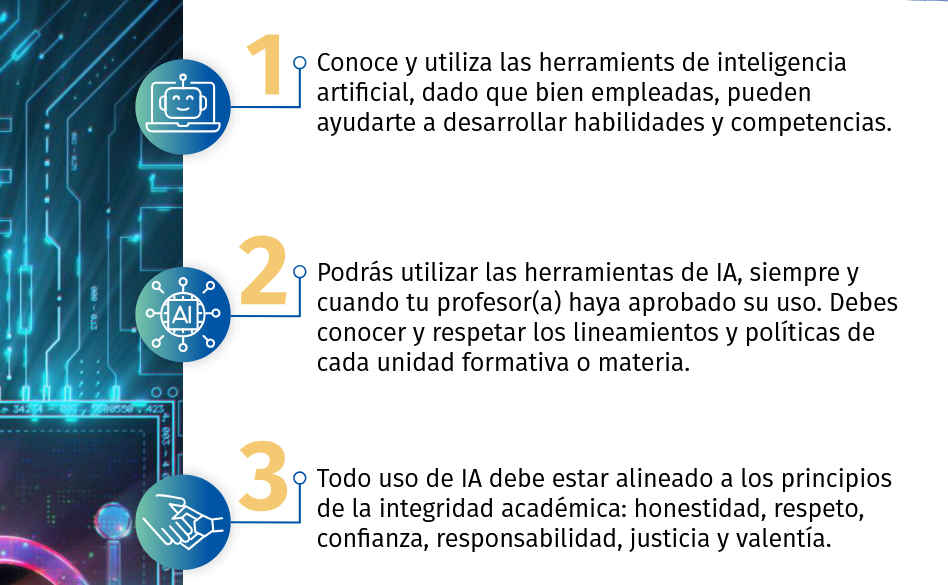 1
Conoce y utiliza las herramients de inteligencia
artificial, dado que bien empleadas, pueden
ayudarte a desarrollar habilidades y competencias.
2
Podrás utilizar las herramientas de IA, siempre y
cuando tu profesor(a) haya aprobado su uso. Debes
conocer y respetar los lineamientos y políticas de
cada unidad formativa o materia.
AI
3
Todo uso de IA debe estar alineado a los principios
de la integridad académica: honestidad, respeto,
confianza, responsabilidad, justicia y valentía.